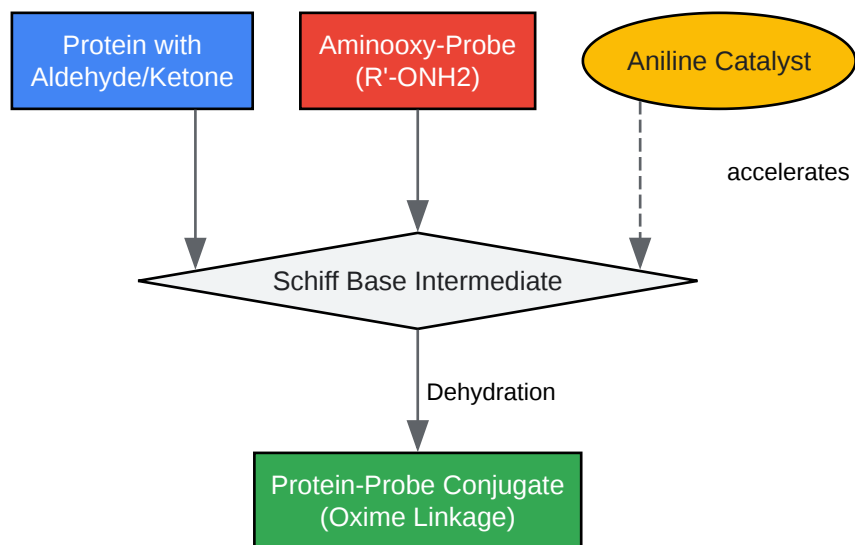 Protein with
Aldehyde/Ketone
Aminooxy-Probe
(R'-ONH2)
Aniline Catalyst
accelerates
Schiff Base Intermediate
Dehydration
Protein-Probe Conjugate
(Oxime Linkage)